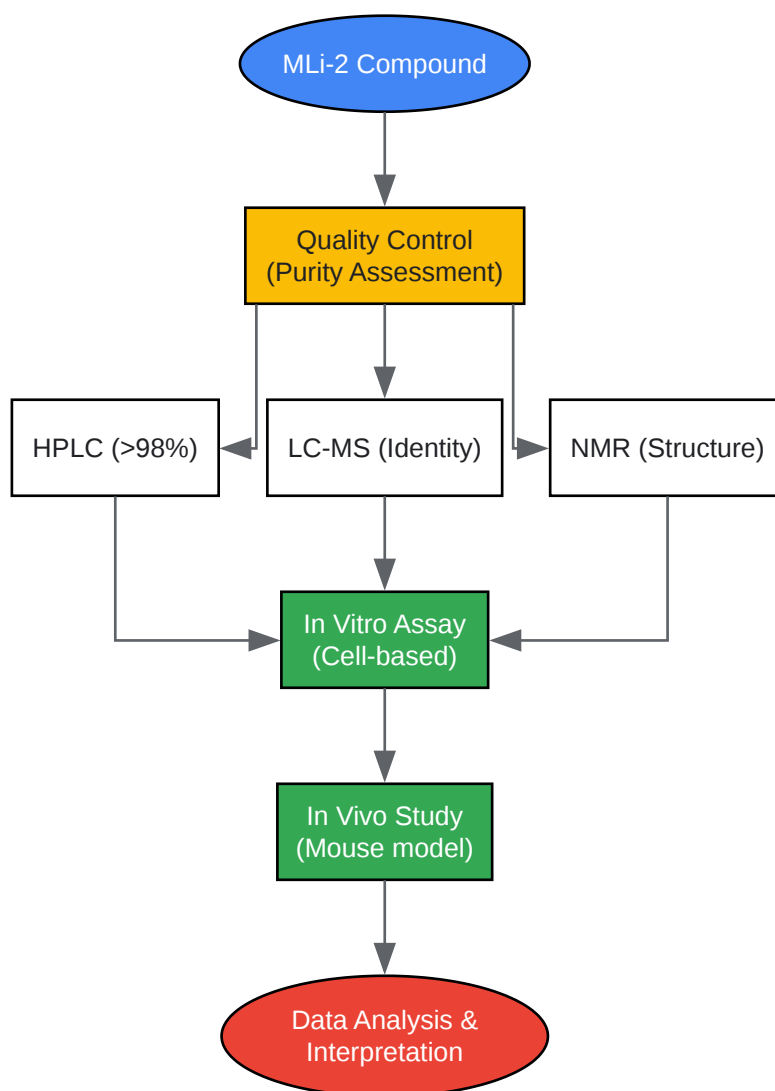 MLi-2 Compound
Quality Control
(Purity Assessment)
HPLC (>98%)
LC-MS (Identity)
NMR (Structure)
In Vitro Assay
(Cell-based)
In Vivo Study
(Mouse model)
Data Analysis &
Interpretation